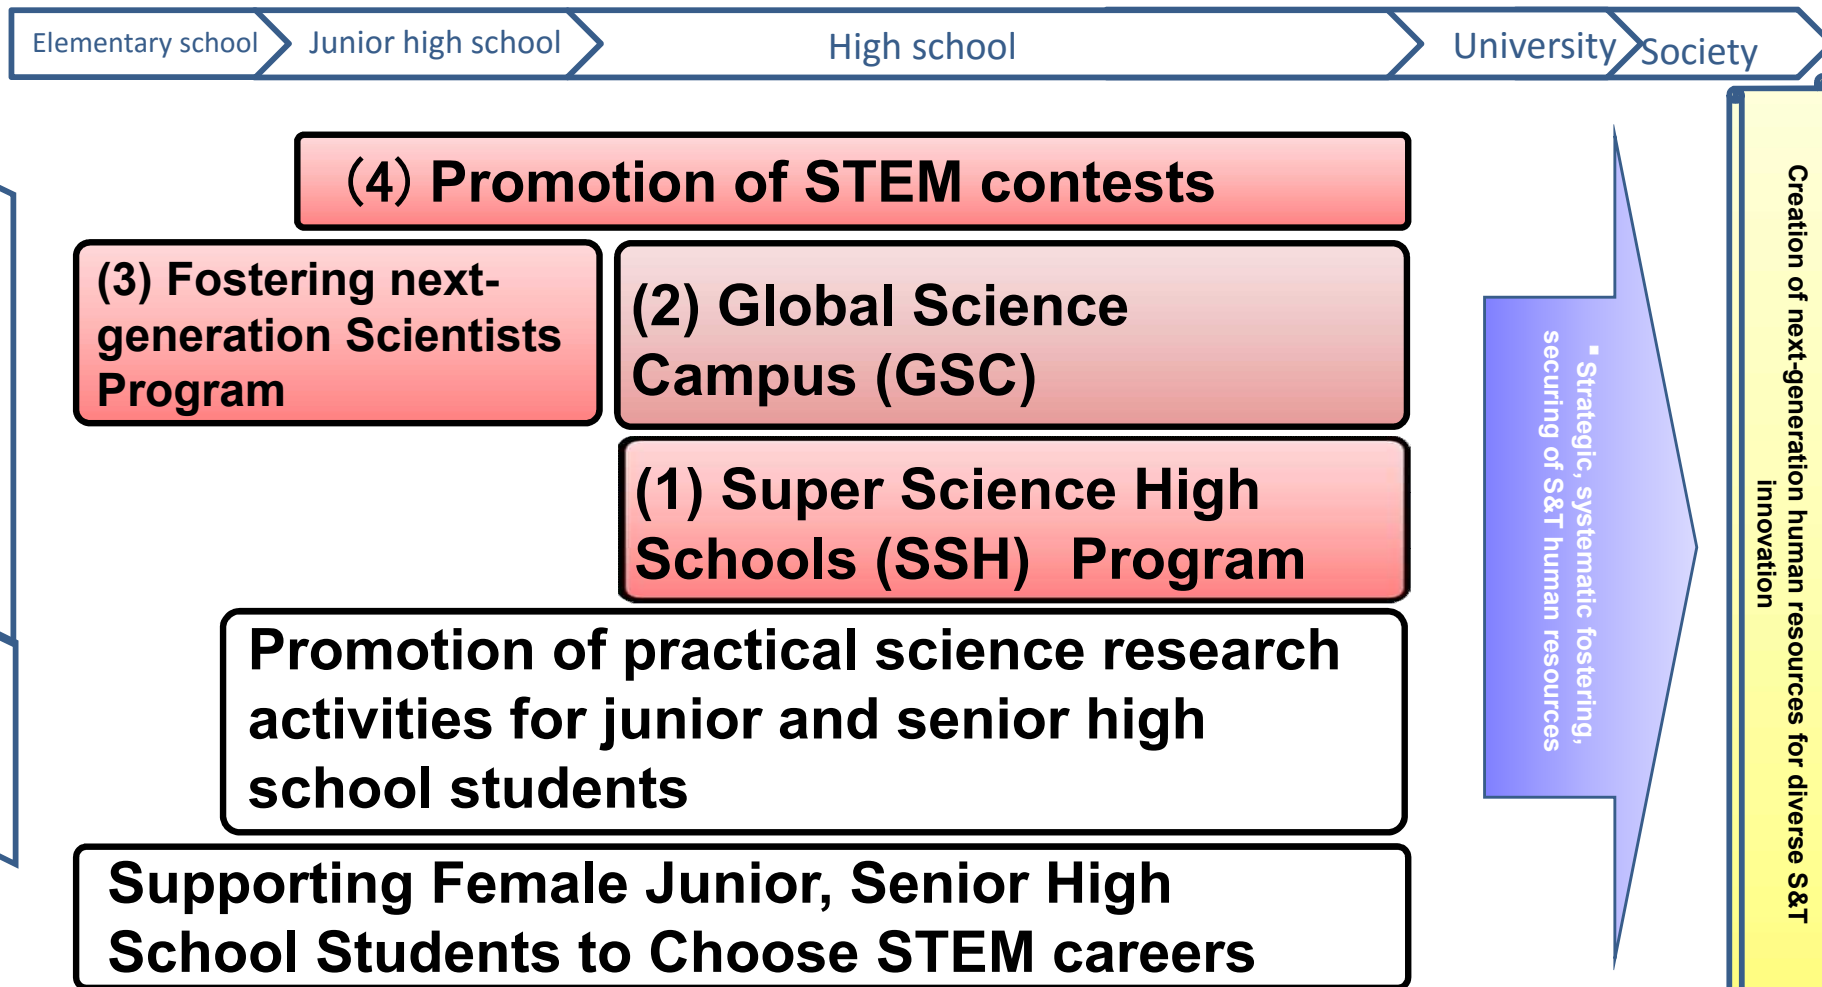 Elementary school
Junior high school
High school
University
Society
(4) Promotion of STEM contests
(3) Fostering next-
generation Scientists
Program
(2) Global Science
Campus (GSC)
(1) Super Science High
Schools (SSH) Program
Promotion of practical science research
activities for junior and senior high
school students
Supporting Female Junior, Senior High
School Students to Choose STEM careers
▪ Strategic, systematic fostering,
securing of S&T human resources
Creation of next-generation human resources for diverse S&T
innovation